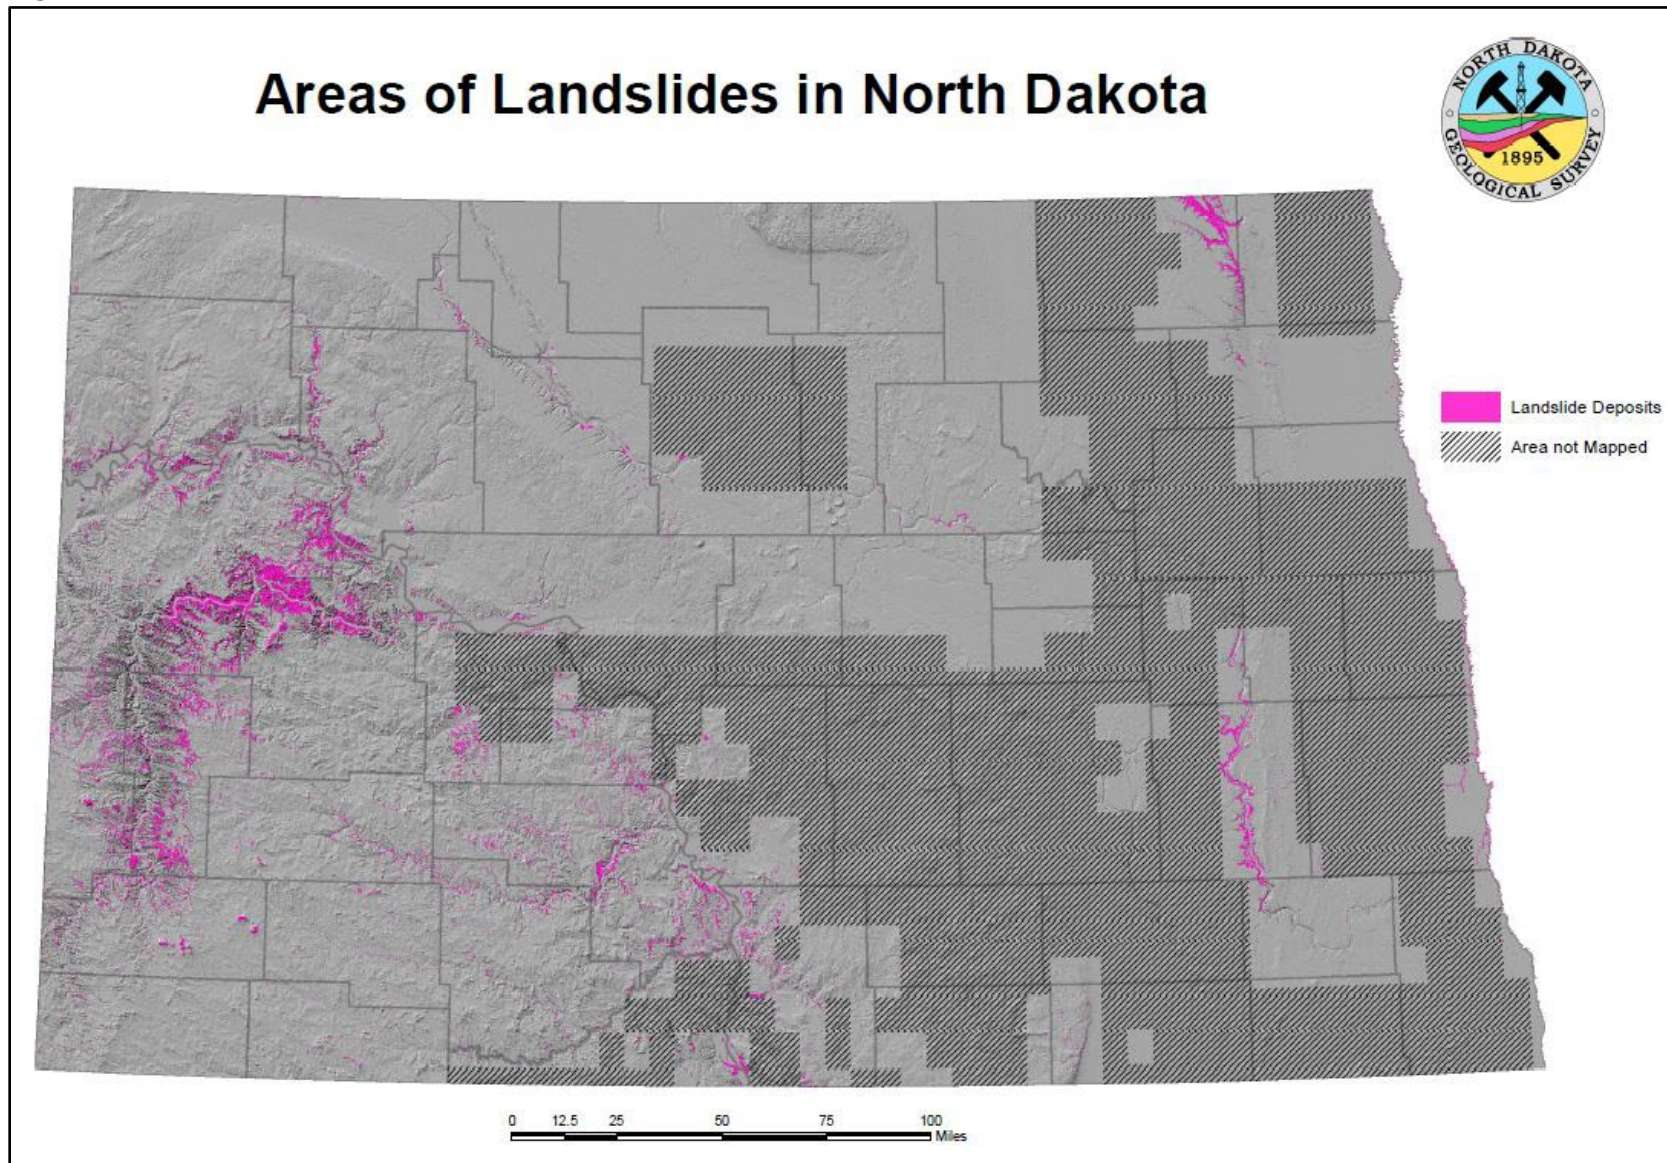 Areas of Landslides in North Dakota
NORTH DAKOTA
GEOLOGICAL SURVEY
1895
Landslide Deposits
Area not Mapped
0 12.5 25 50 75 100
Miles